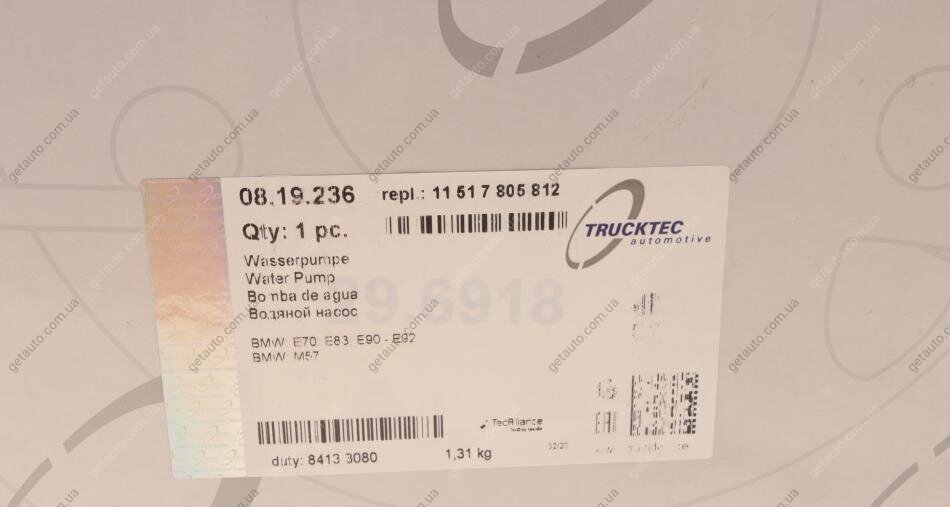 08.19.236
repl.: 11 51 7 805 812
Qty: 1 pc.
TRUCKTEC
automotive
Wasserpumpe
Water Pump
Bomba de agua
Водяной насос
BMW: E70, E83, E90 - E92
BMW: M57
TecAlliance
duty: 8413 3080
1,31 kg
32/20
getauto.com.ua